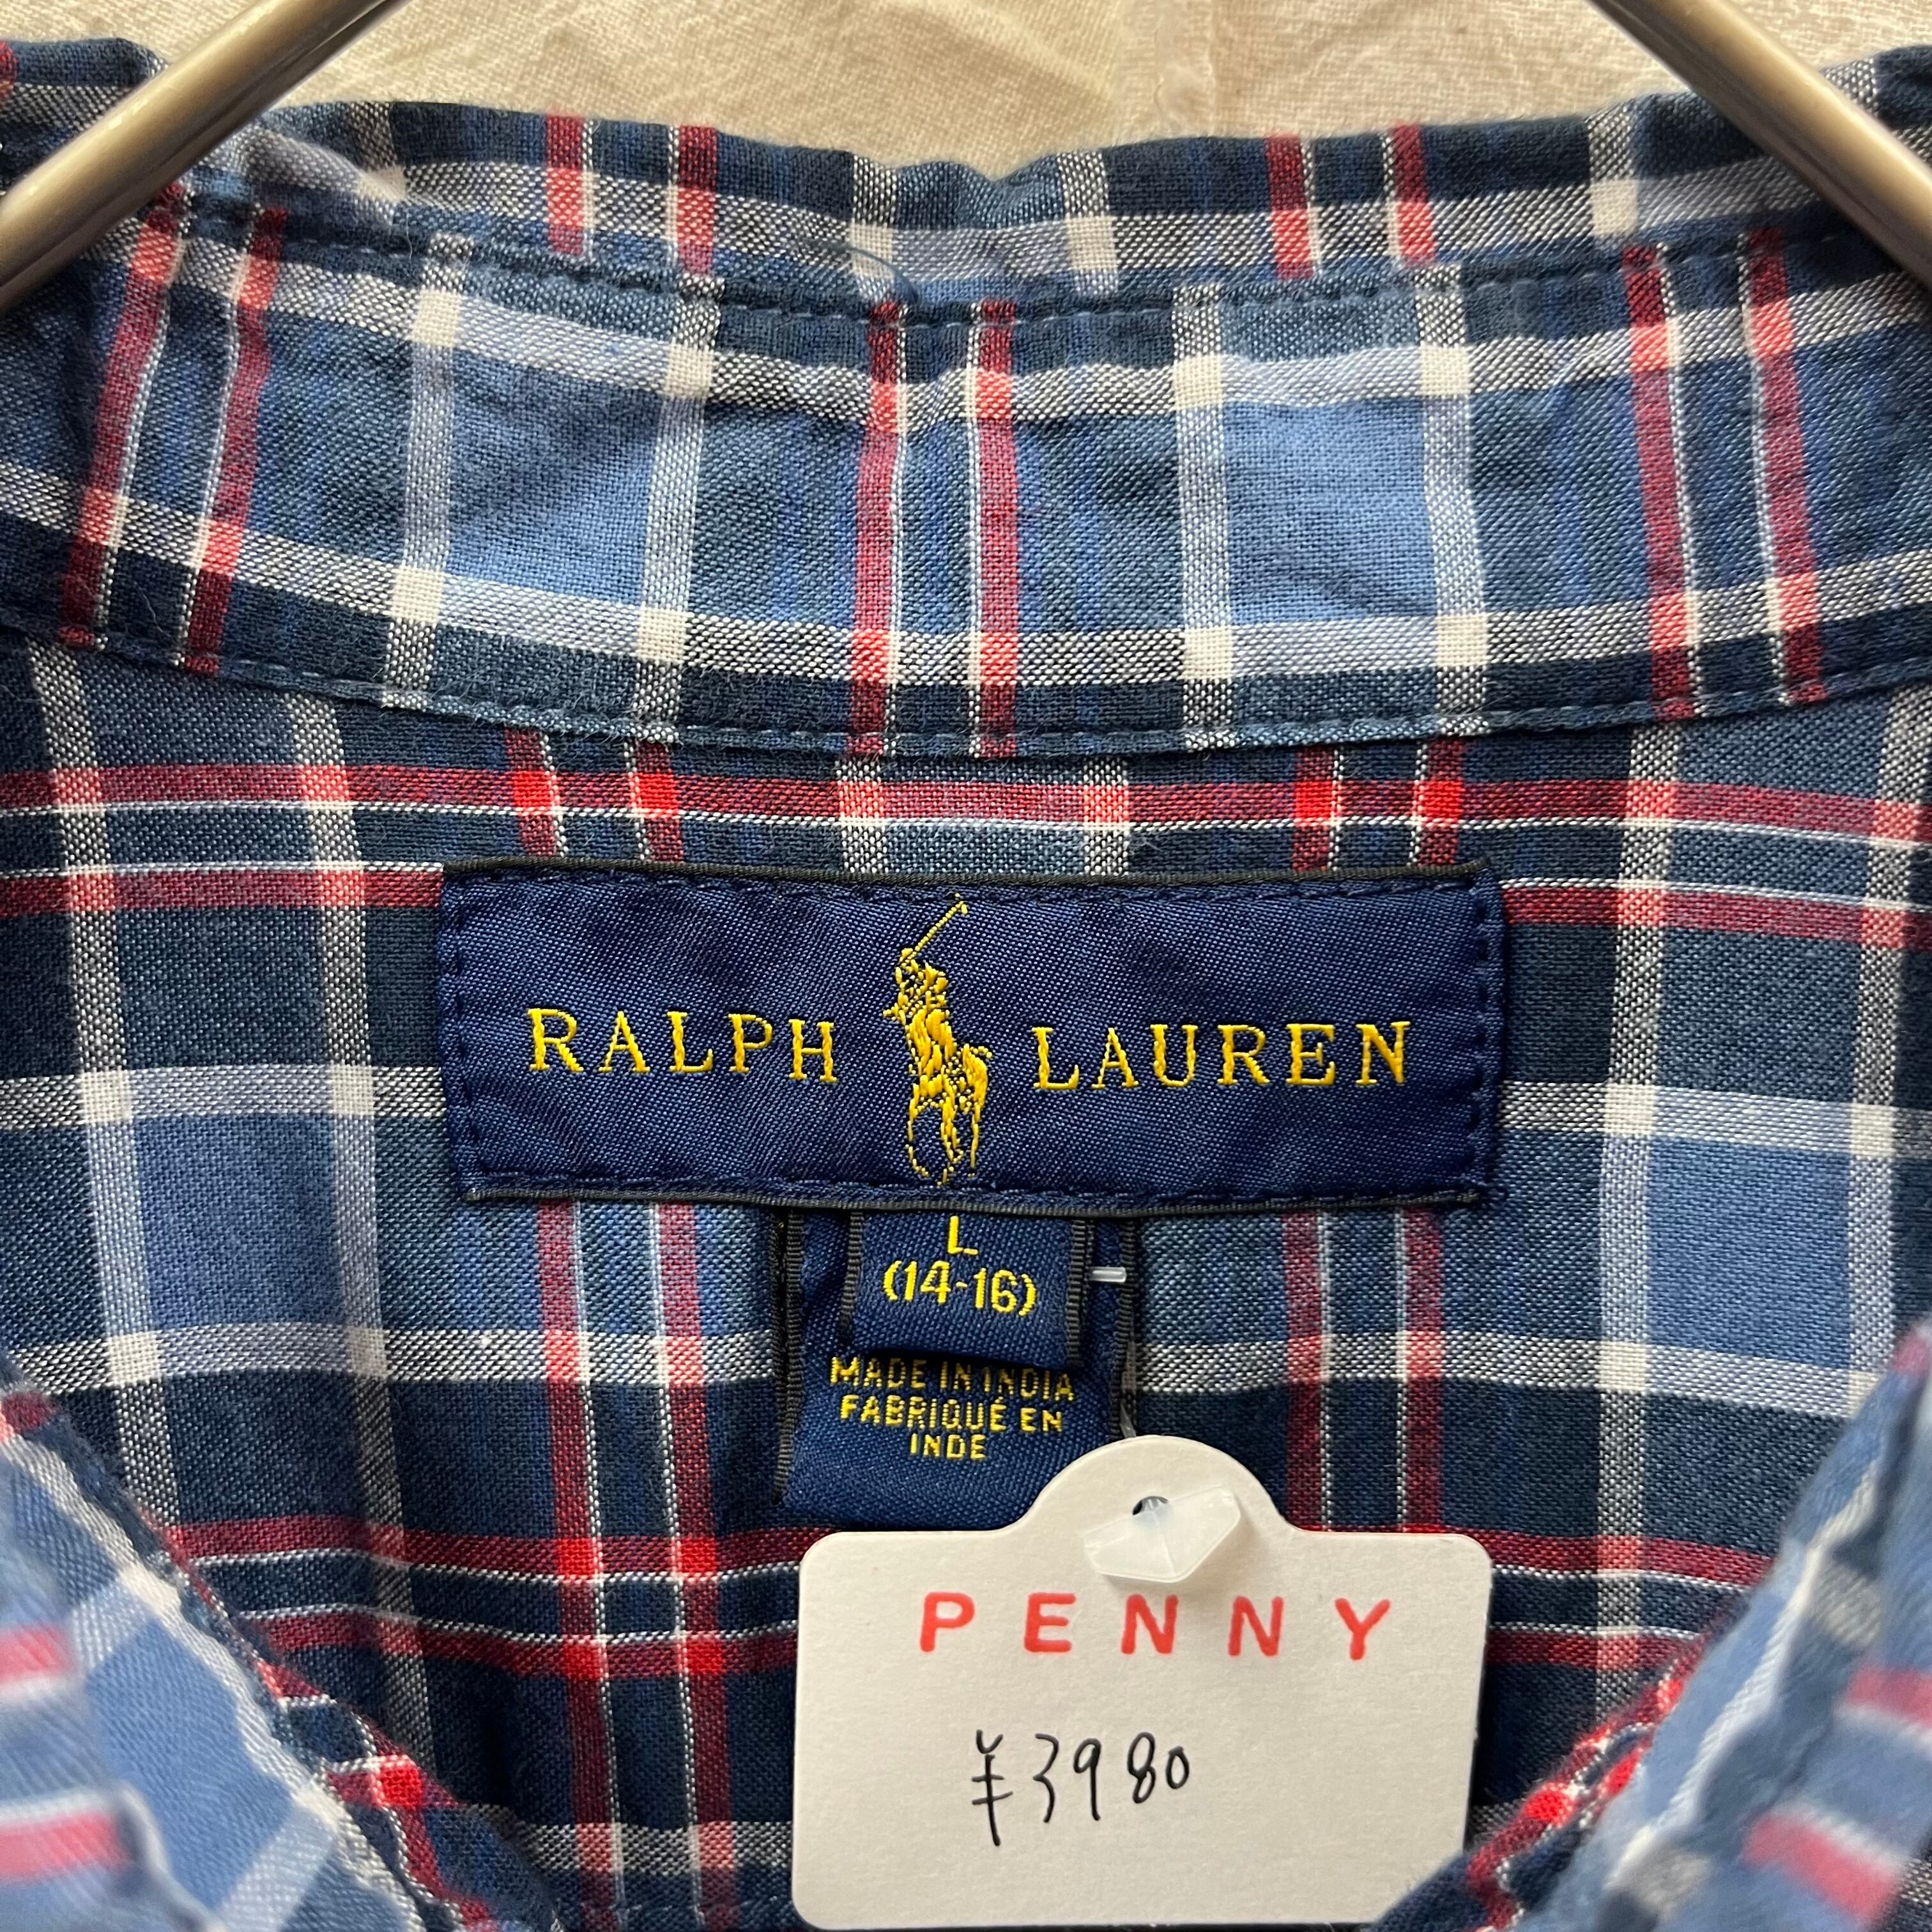 RALPH LAUREN
L
(14-16)
MADE IN INDIA
FABRIQUÉ EN
INDE
PENNY
¥3980